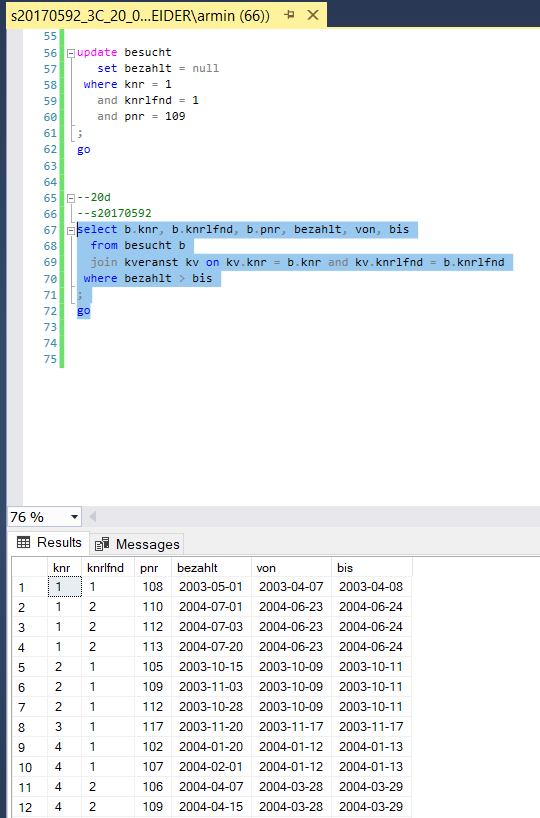 s20170592_3C_20_0...EIDER\armin (66))
55
56 update besucht
57 set bezahlt = null
58 where knr = 1
59 and knrlfnd = 1
60 and pnr = 109
61 ;
62 go
63
64
65 --20d
66 --s20170592
67 select b.knr, b.knrlfnd, b.pnr, bezahlt, von, bis
68 from besucht b
69 join kveranst kv on kv.knr = b.knr and kv.knrlfnd = b.knrlfnd
70 where bezahlt > bis
71 ;
72 go
73
74
75
76 %
Results Messages
knr knrlfnd pnr bezahlt von bis
1 1 1 108 2003-05-01 2003-04-07 2003-04-08
2 1 2 110 2004-07-01 2004-06-23 2004-06-24
3 1 2 112 2004-07-03 2004-06-23 2004-06-24
4 1 2 113 2004-07-20 2004-06-23 2004-06-24
5 2 1 105 2003-10-15 2003-10-09 2003-10-11
6 2 1 109 2003-11-03 2003-10-09 2003-10-11
7 2 1 112 2003-10-28 2003-10-09 2003-10-11
8 3 1 117 2003-11-20 2003-11-17 2003-11-17
9 4 1 102 2004-01-20 2004-01-12 2004-01-13
10 4 1 107 2004-02-01 2004-01-12 2004-01-13
11 4 2 106 2004-04-07 2004-03-28 2004-03-29
12 4 2 109 2004-04-15 2004-03-28 2004-03-29